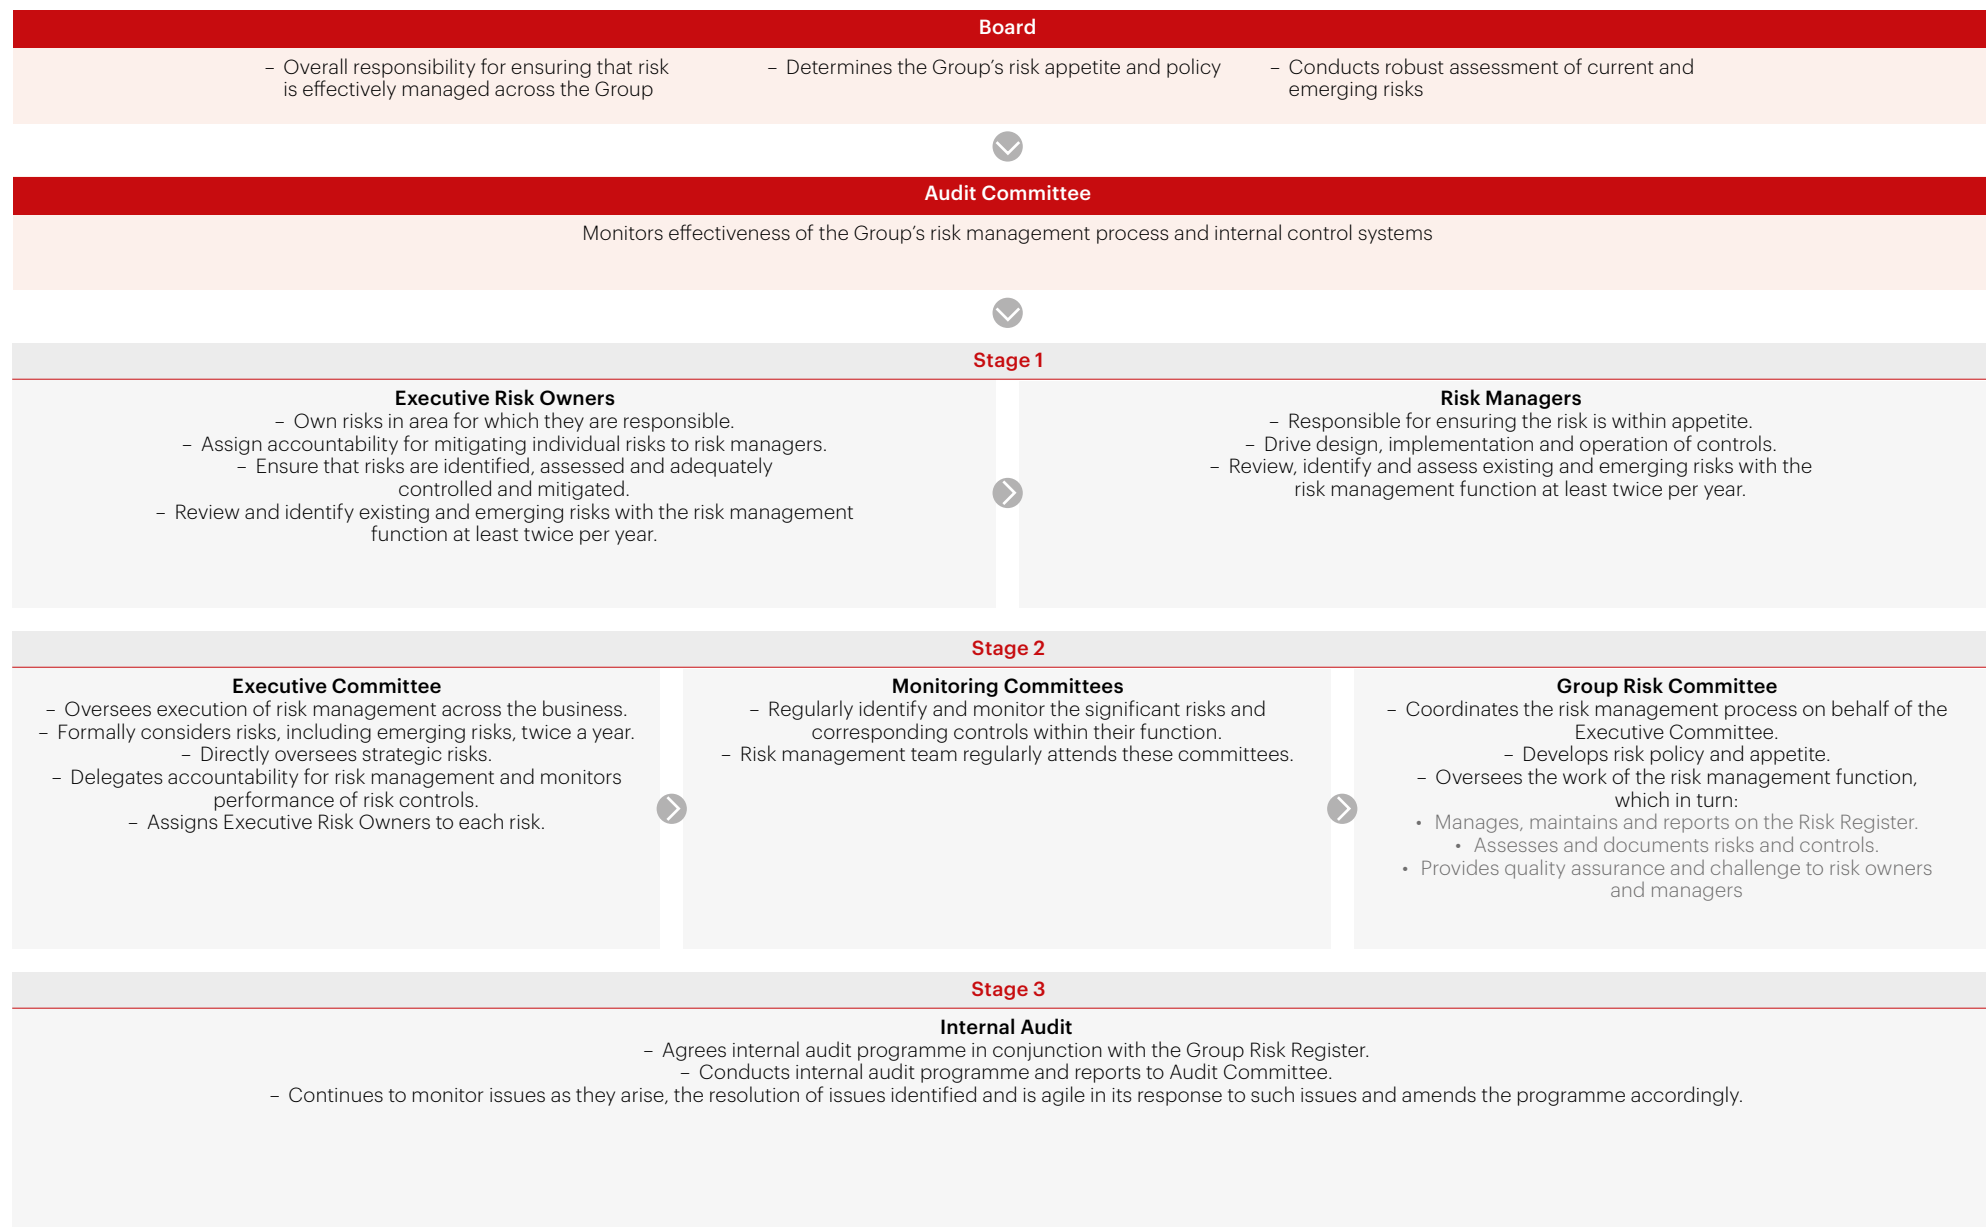 Board
– Overall responsibility for ensuring that risk
is effectively managed across the Group
– Determines the Group's risk appetite and policy
– Conducts robust assessment of current and
emerging risks
Audit Committee
Monitors effectiveness of the Group's risk management process and internal control systems
Stage 1
Executive Risk Owners
– Own risks in area for which they are responsible.
– Assign accountability for mitigating individual risks to risk managers.
– Ensure that risks are identified, assessed and adequately
controlled and mitigated.
– Review and identify existing and emerging risks with the risk management
function at least twice per year.
Risk Managers
– Responsible for ensuring the risk is within appetite.
– Drive design, implementation and operation of controls.
– Review, identify and assess existing and emerging risks with the
risk management function at least twice per year.
Stage 2
Executive Committee
– Oversees execution of risk management across the business.
– Formally considers risks, including emerging risks, twice a year.
– Directly oversees strategic risks.
– Delegates accountability for risk management and monitors
performance of risk controls.
– Assigns Executive Risk Owners to each risk.
Monitoring Committees
– Regularly identify and monitor the significant risks and
corresponding controls within their function.
– Risk management team regularly attends these committees.
Group Risk Committee
– Coordinates the risk management process on behalf of the
Executive Committee.
– Develops risk policy and appetite.
– Oversees the work of the risk management function,
which in turn:
• Manages, maintains and reports on the Risk Register.
• Assesses and documents risks and controls.
• Provides quality assurance and challenge to risk owners
and managers
Stage 3
Internal Audit
– Agrees internal audit programme in conjunction with the Group Risk Register.
– Conducts internal audit programme and reports to Audit Committee.
– Continues to monitor issues as they arise, the resolution of issues identified and is agile in its response to such issues and amends the programme accordingly.